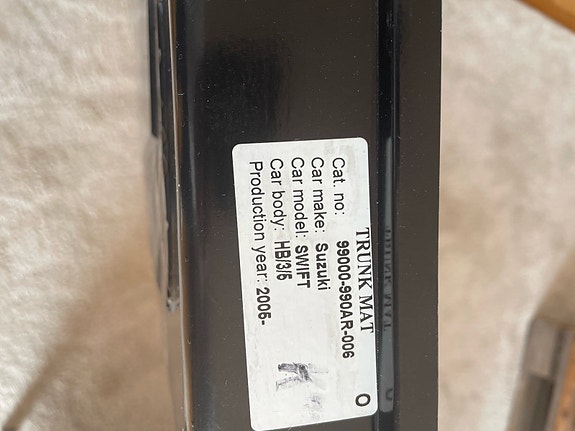 TRUNK MAT
Cat. no: 99000-990AR-006
Car make: Suzuki
Car model: SWIFT
Car body: HB/3/5
Production year: 2005-
O